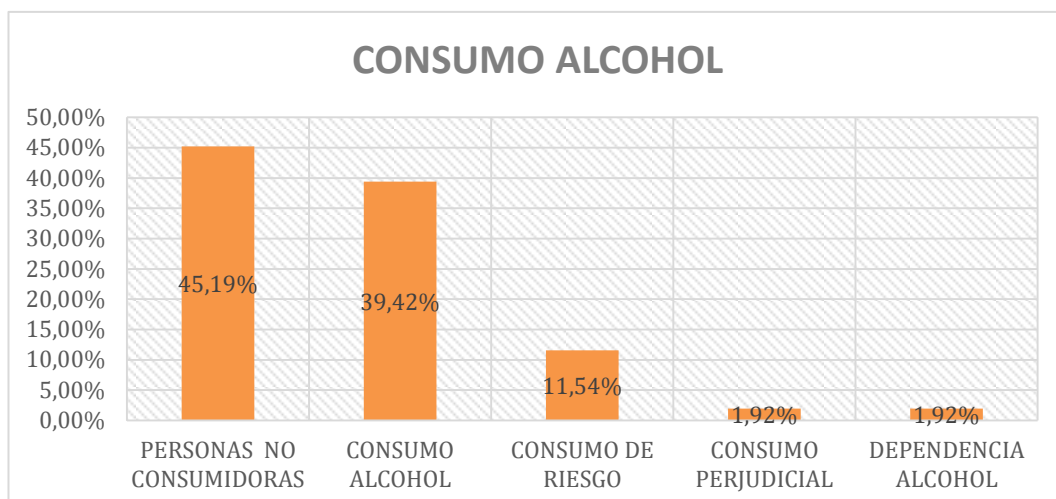 CONSUMO ALCOHOL
50,00%
45,00%
40,00%
35,00%
30,00%
25,00%
20,00%
15,00%
10,00%
5,00%
0,00%
45,19%
39,42%
11,54%
1,92%
1,92%
PERSONAS NO
CONSUMIDORAS
CONSUMO
ALCOHOL
CONSUMO DE
RIESGO
CONSUMO
PERJUDICIAL
DEPENDENCIA
ALCOHOL